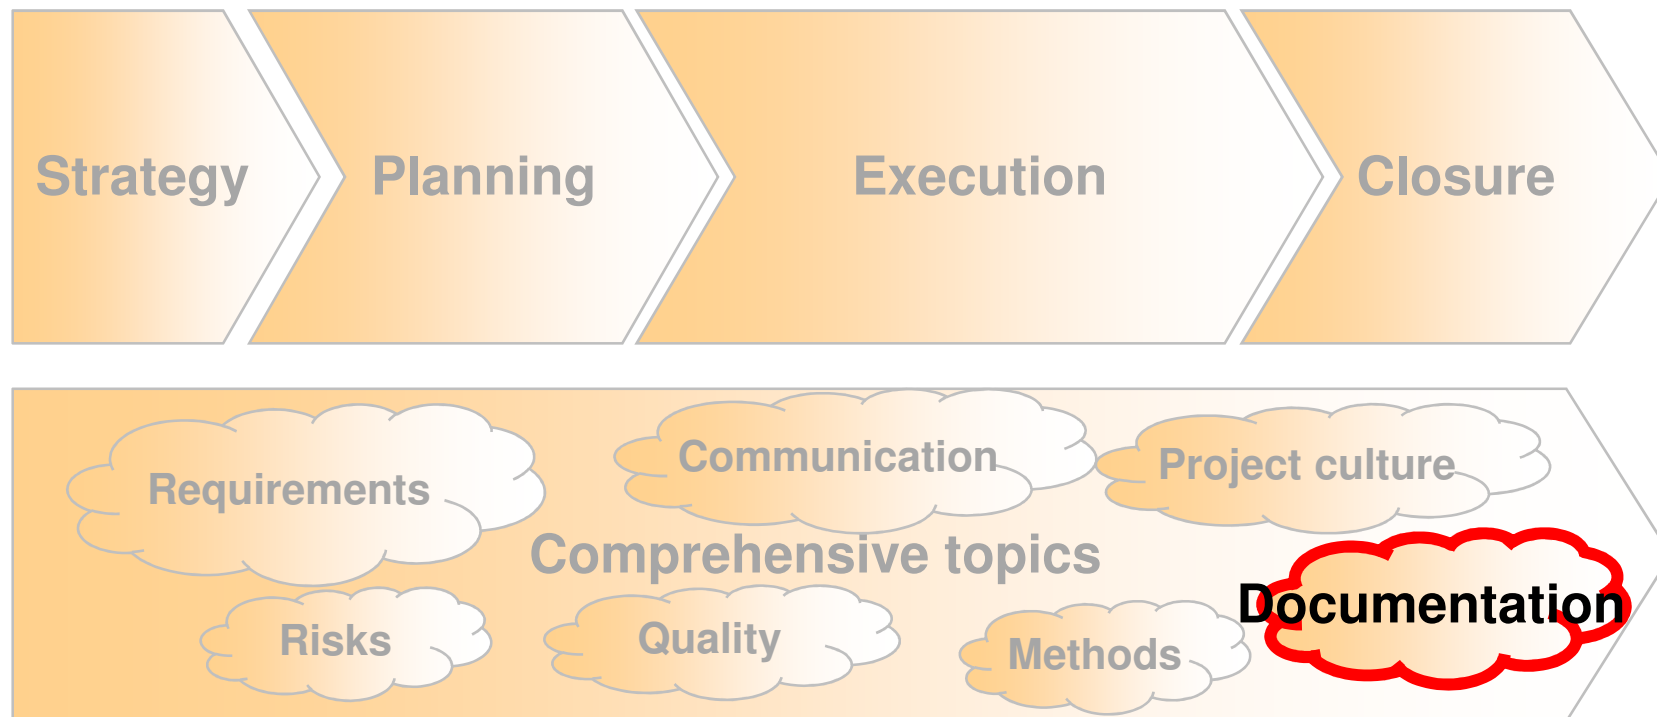 Strategy
Planning
Execution
Closure
Requirements
Communication
Project culture
Comprehensive topics
Risks
Quality
Methods
Documentation